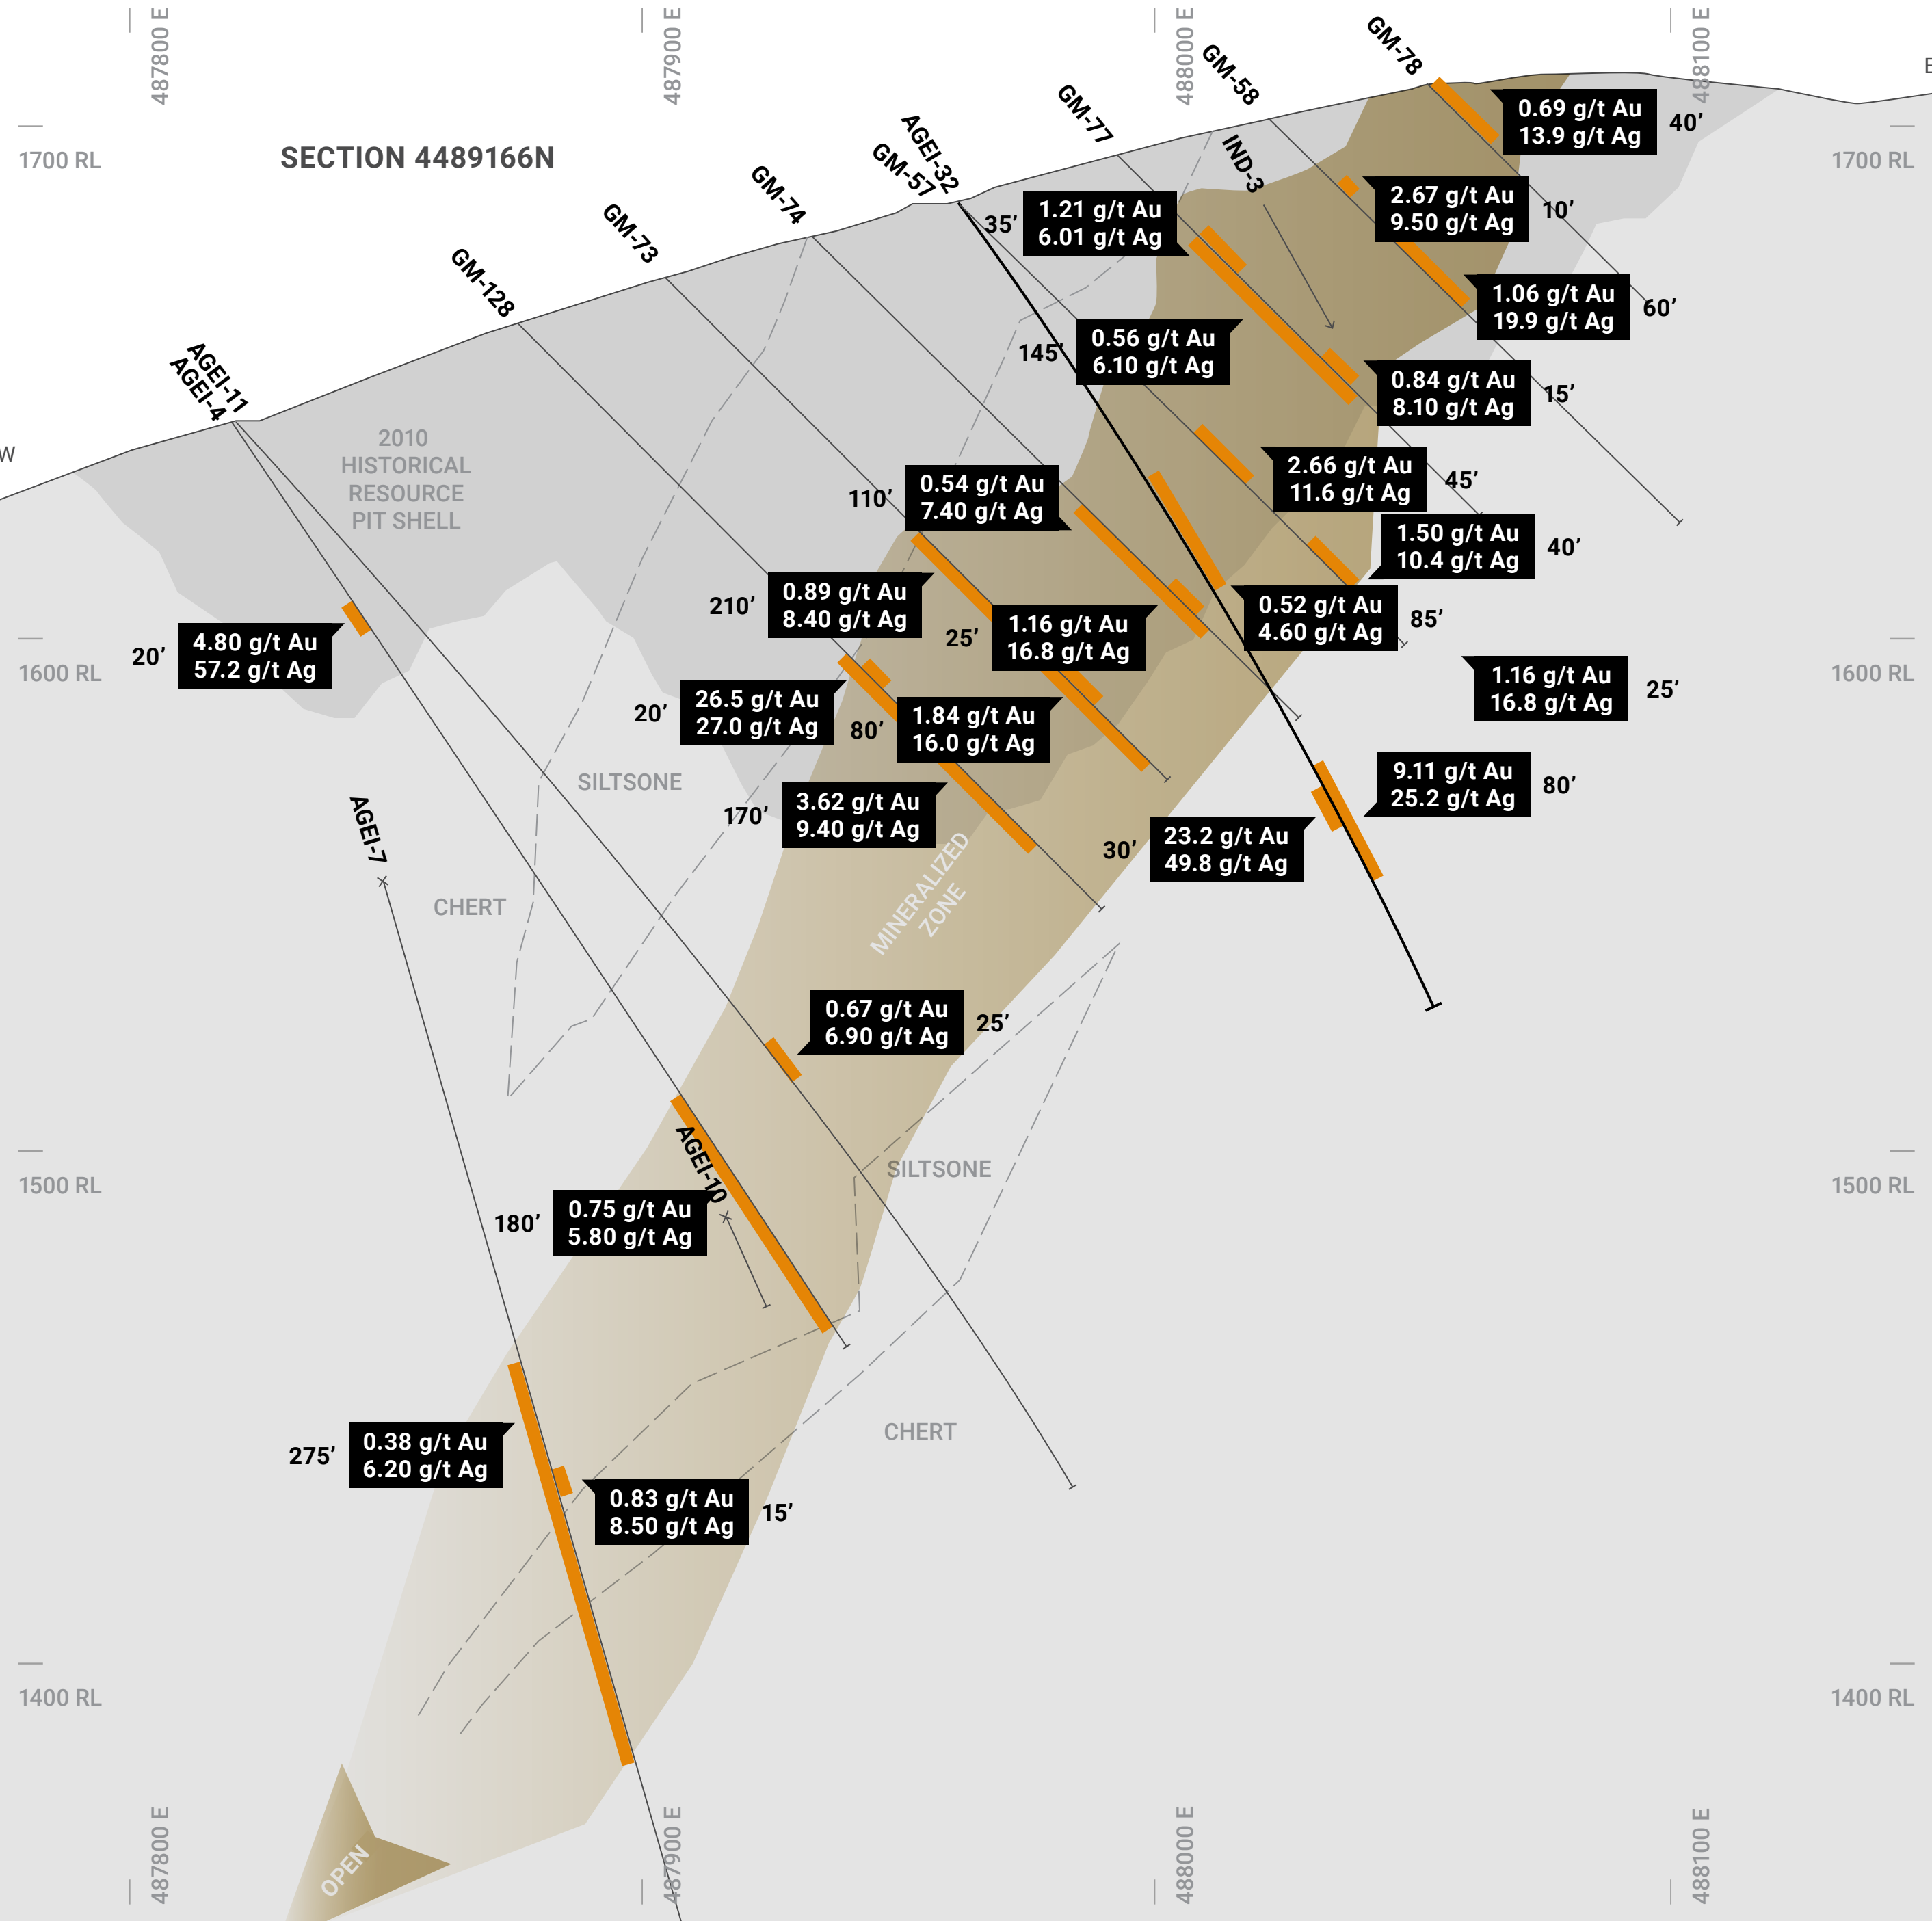 487800 E
487900 E
488000 E
488100 E
E
W
SECTION 4489166N
1700 RL
1700 RL
1600 RL
1600 RL
1500 RL
1500 RL
1400 RL
1400 RL
GM-78
GM-58
GM-77
IND-3
AGEI-32
GM-57
GM-74
GM-73
GM-128
AGEI-11
AGEI-4
0.69 g/t Au
13.9 g/t Ag
40’
2.67 g/t Au
9.50 g/t Ag
10’
35’
1.21 g/t Au
6.01 g/t Ag
1.06 g/t Au
19.9 g/t Ag
60’
145’
0.56 g/t Au
6.10 g/t Ag
0.84 g/t Au
8.10 g/t Ag
15’
2010
HISTORICAL
RESOURCE
PIT SHELL
2.66 g/t Au
11.6 g/t Ag
45’
110’
0.54 g/t Au
7.40 g/t Ag
1.50 g/t Au
10.4 g/t Ag
40’
210’
0.89 g/t Au
8.40 g/t Ag
0.52 g/t Au
4.60 g/t Ag
85’
25’
1.16 g/t Au
16.8 g/t Ag
20’
4.80 g/t Au
57.2 g/t Ag
1.16 g/t Au
16.8 g/t Ag
25’
20’
26.5 g/t Au
27.0 g/t Ag
80’
1.84 g/t Au
16.0 g/t Ag
SILTSONE
9.11 g/t Au
25.2 g/t Ag
80’
170’
3.62 g/t Au
9.40 g/t Ag
30’
23.2 g/t Au
49.8 g/t Ag
AGEI-7
CHERT
MINERALIZED
ZONE
0.67 g/t Au
6.90 g/t Ag
25’
AGEI-10
SILTSONE
180’
0.75 g/t Au
5.80 g/t Ag
CHERT
275’
0.38 g/t Au
6.20 g/t Ag
0.83 g/t Au
8.50 g/t Ag
15’
OPEN
487800 E
487900 E
488000 E
488100 E